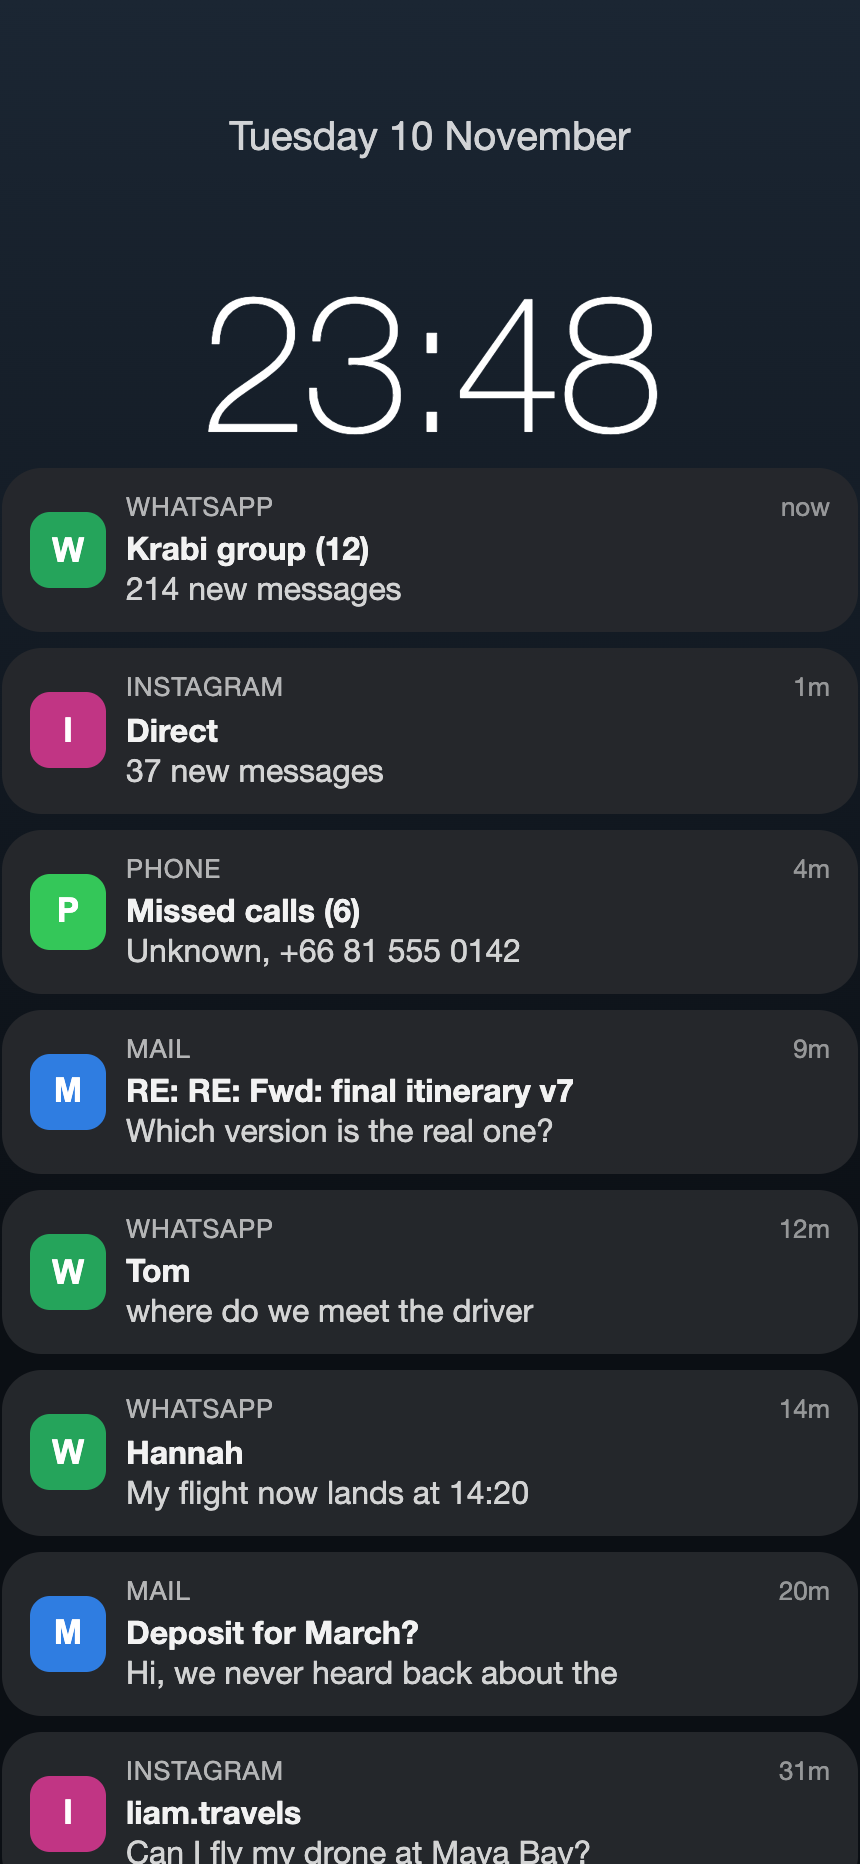 Tuesday 10 November
23:48
WHATSAPP
now
W
Krabi group (12)
214 new messages
INSTAGRAM
1m
I
Direct
37 new messages
PHONE
4m
P
Missed calls (6)
Unknown, +66 81 555 0142
MAIL
9m
M
RE: RE: Fwd: final itinerary v7
Which version is the real one?
WHATSAPP
12m
W
Tom
where do we meet the driver
WHATSAPP
14m
W
Hannah
My flight now lands at 14:20
MAIL
20m
M
Deposit for March?
Hi, we never heard back about the
INSTAGRAM
31m
I
liam.travels
Can I fly my drone at Maya Bay?